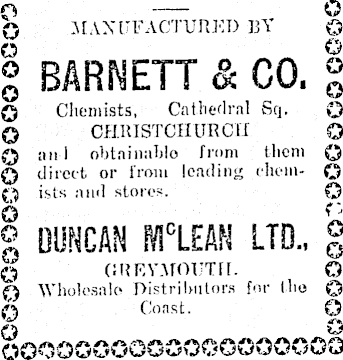 MANUFACTURED BY
BARNETT & CO.
Chemists, Cathedral Sq.
CHRISTCHURCH
and obtainable from them
direct or from leading chem-
ists and stores.
DUNCAN McLEAN LTD.,
GREYMOUTH.
Wholesale Distributors for the
Coast.